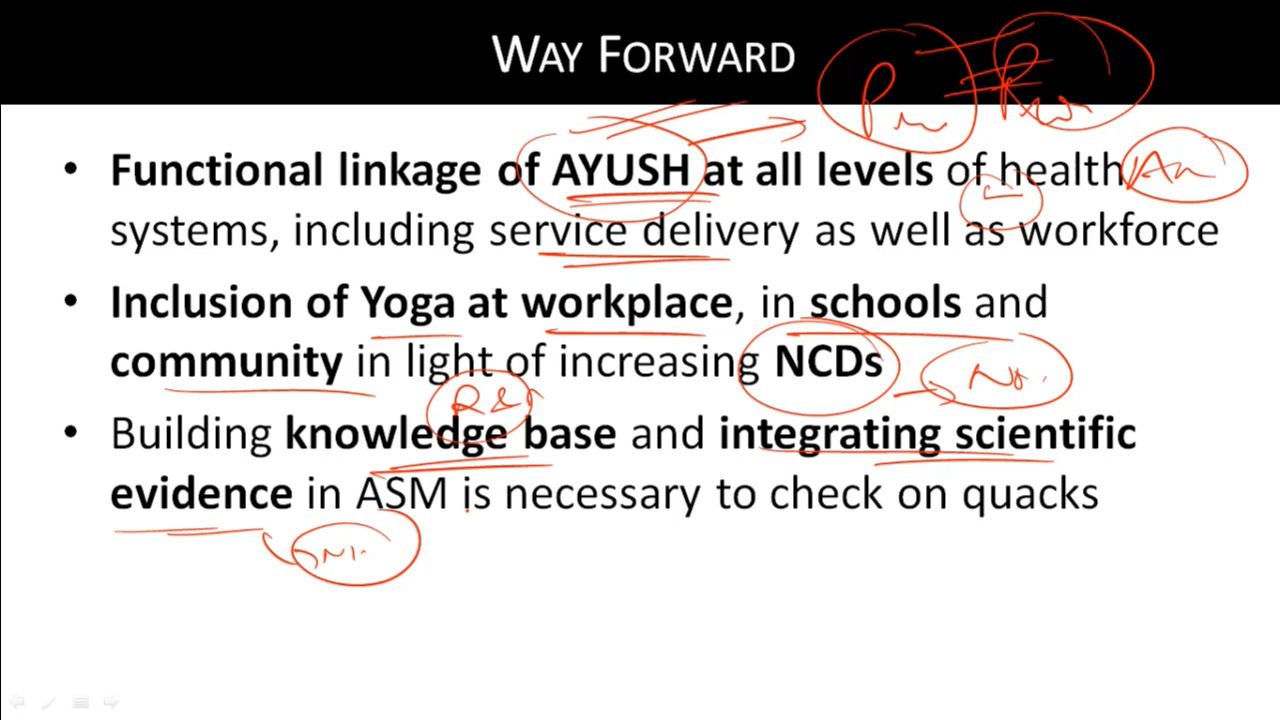 WAY FORWARD
• Functional linkage of AYUSH at all levels of health
systems, including service delivery as well as workforce
• Inclusion of Yoga at workplace, in schools and
community in light of increasing NCDs
• Building knowledge base and integrating scientific
evidence in ASM is necessary to check on quacks